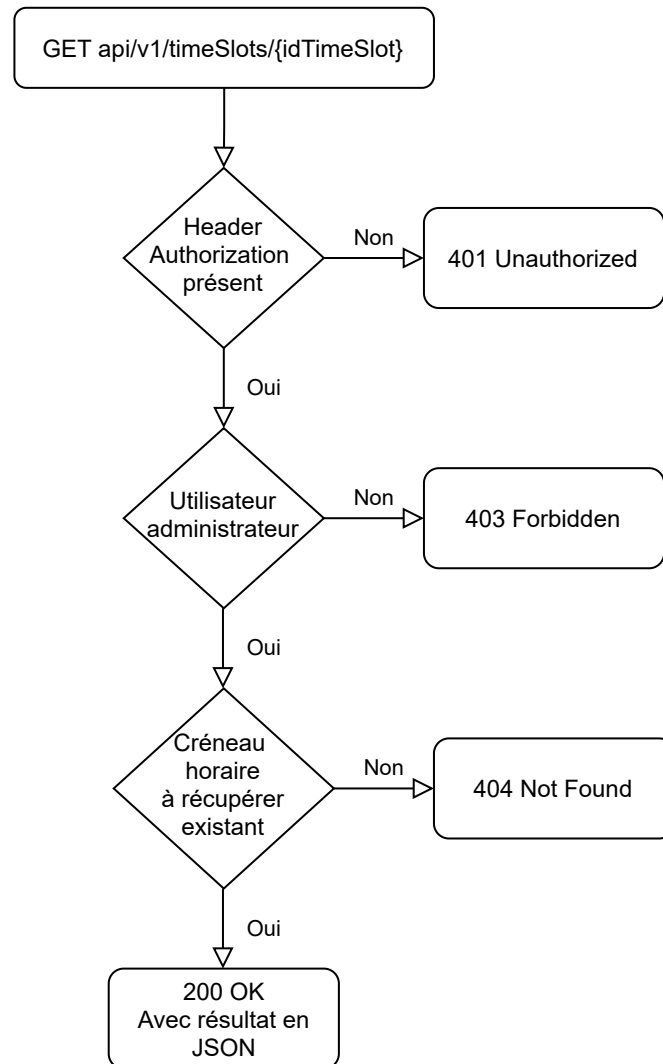 GET api/v1/timeSlots/{idTimeSlot}
Header
Authorization
présent
Non
401 Unauthorized
Oui
Utilisateur
administrateur
Non
403 Forbidden
Oui
Créneau
horaire
à récupérer
existant
Non
404 Not Found
Oui
200 OK
Avec résultat en
JSON